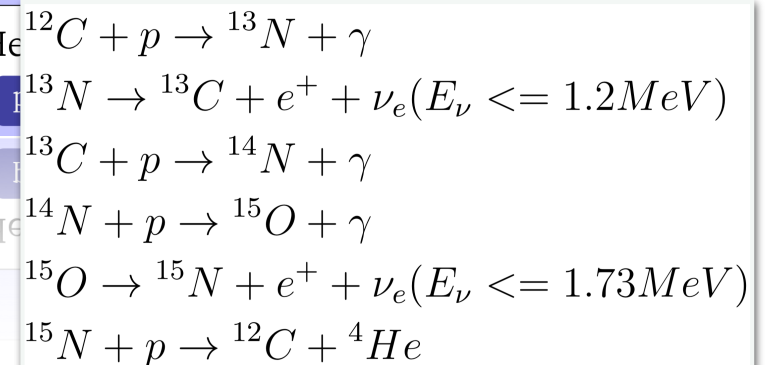 ¹²C + p → ¹³N + γ
¹³N → ¹³C + e⁺ + νₑ(E_ν <= 1.2MeV)
¹³C + p → ¹⁴N + γ
¹⁴N + p → ¹⁵O + γ
¹⁵O → ¹⁵N + e⁺ + νₑ(E_ν <= 1.73MeV)
¹⁵N + p → ¹²C + ⁴He